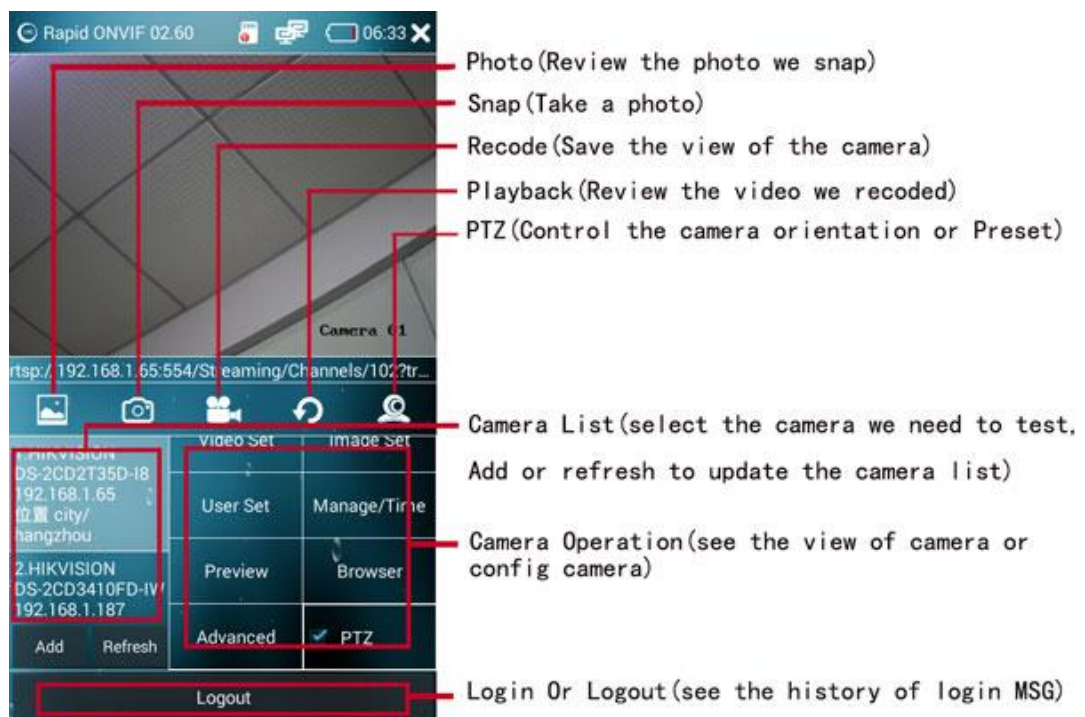 Rapid ONVIF 02.60
06:33
Photo(Review the photo we snap)
Snap(Take a photo)
Recode(Save the view of the camera)
Playback(Review the video we recoded)
PTZ(Control the camera orientation or Preset)
Camera 01
rtsp://192.168.1.65:554/Streaming/Channels/102?tr...
Camera List(select the camera we need to test,
Add or refresh to update the camera list)
Camera Operation(see the view of camera or
config camera)
1.HIKVISION
DS-2CD2T35D-I8
192.168.1.65
位置 city/
hangzhou
2.HIKVISION
DS-2CD3410FD-IW
192.168.1.187
Add
Refresh
Video Set
Image Set
User Set
Manage/Time
Preview
Browser
Advanced
PTZ
Logout
Login Or Logout(see the history of login MSG)